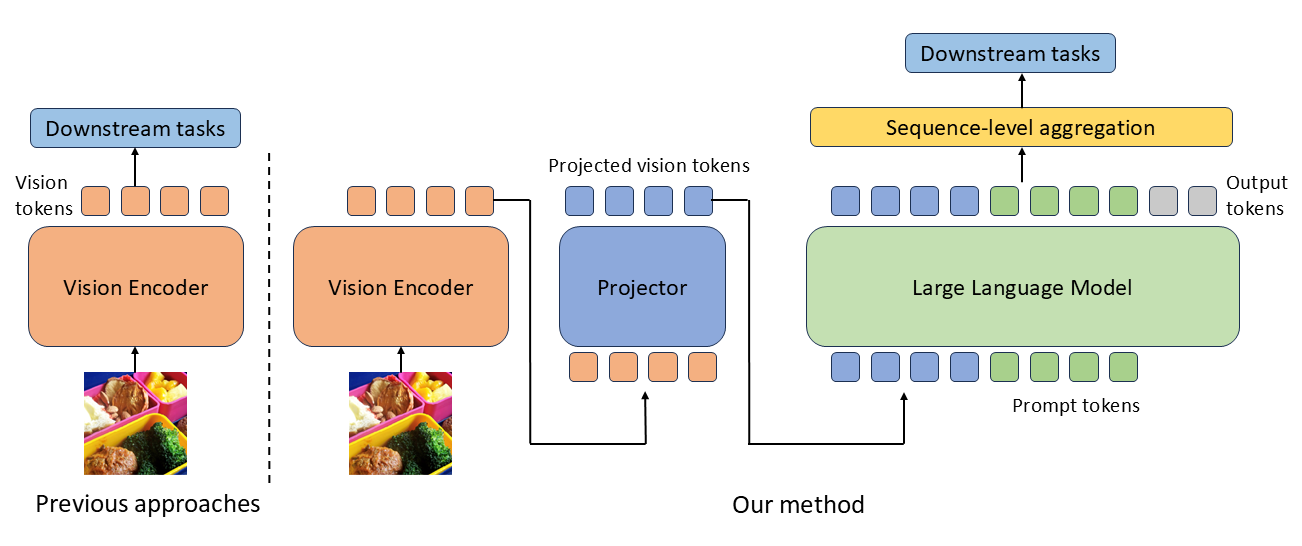 Downstream tasks
Vision
tokens
Vision Encoder
Previous approaches
Vision Encoder
Projected vision tokens
Projector
Downstream tasks
Sequence-level aggregation
Output
tokens
Large Language Model
Prompt tokens
Our method